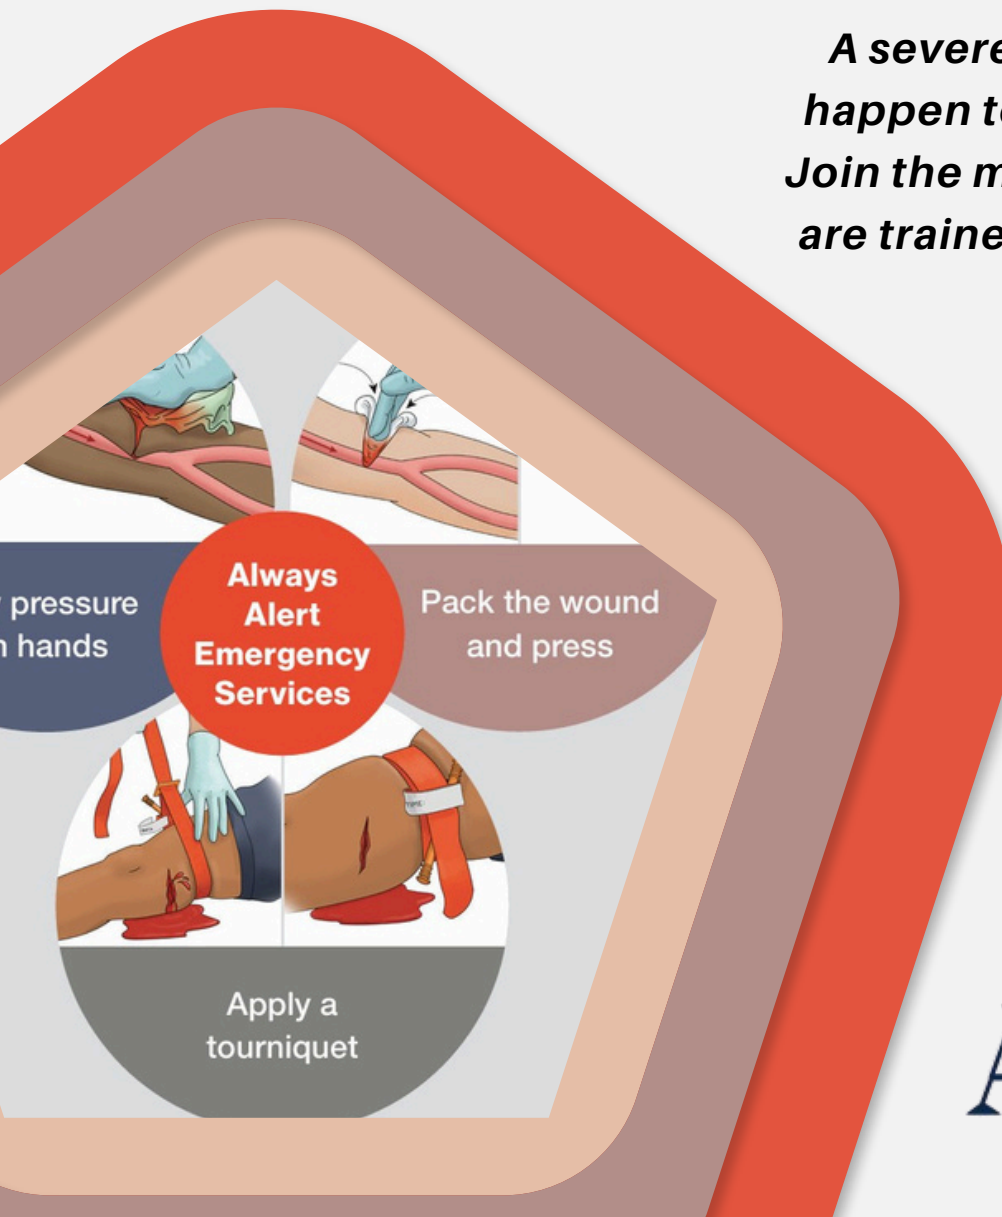 A severe
happen to
Join the m
are traine
pressure
hands
Always
Alert
Emergency
Services
Pack the wound
and press
TIME:
Apply a
tourniquet
A